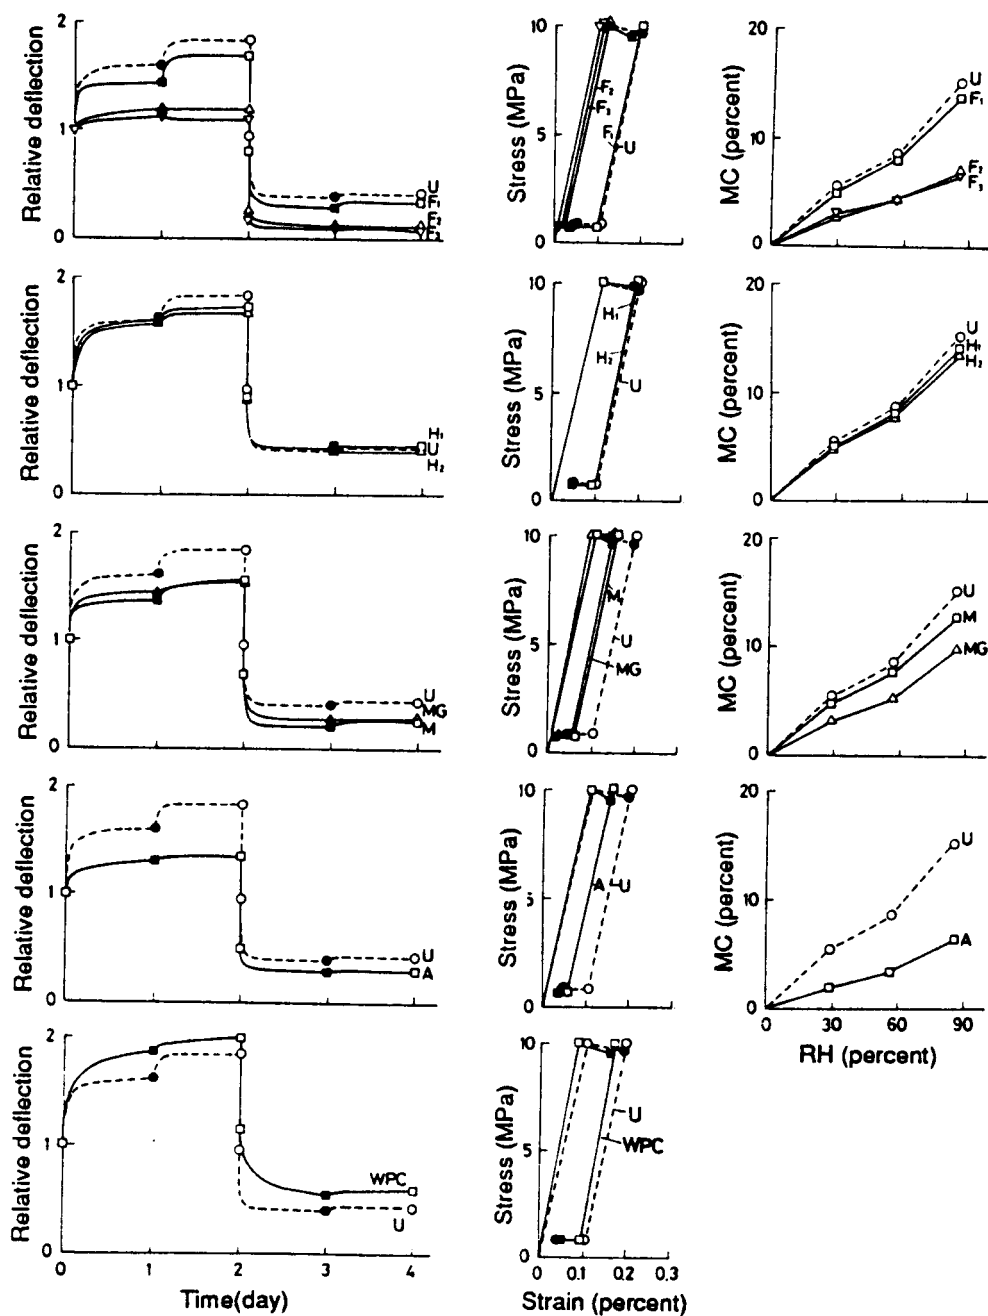 Relative deflection
2
1
0
U
F₁
F₂
F₃
Stress (MPa)
10
5
0
F₂
F₃
F₁
U
MC (percent)
20
10
0
U
F₁
F₂
F₃
Relative deflection
2
1
0
H₁
U
H₂
Stress (MPa)
10
5
0
H₁
H₂
U
MC (percent)
20
10
0
U
H₁
H₂
Relative deflection
2
1
0
U
MG
M
Stress (MPa)
10
5
0
M
U
MG
MC (percent)
20
10
0
U
M
MG
Relative deflection
2
1
0
U
A
Stress (MPa)
10
5
0
A
U
MC (percent)
20
10
0
U
A
0 30 60 90
RH (percent)
Relative deflection
2
1
0
WPC
U
0 1 2 3 4
Time(day)
Stress (MPa)
10
5
0
U
WPC
0 0.1 0.2 0.3
Strain (percent)